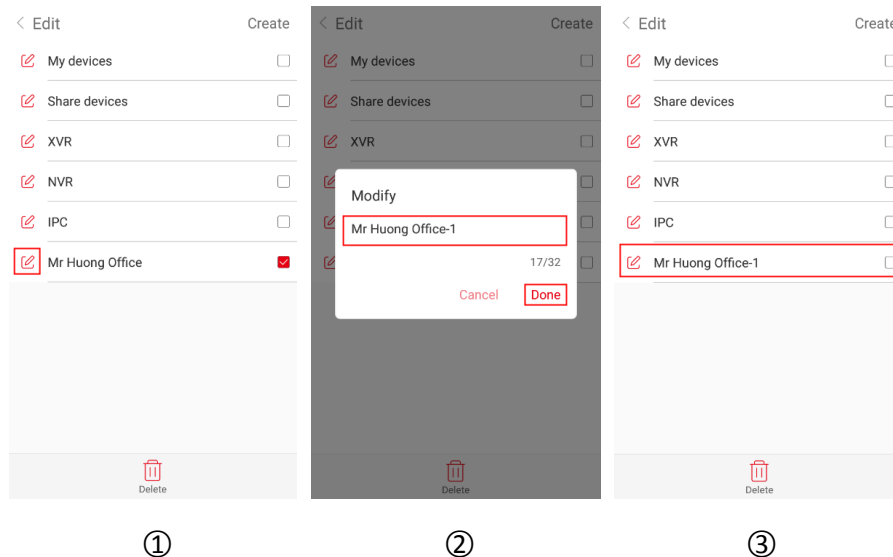 < Edit Create
My devices
Share devices
XVR
NVR
IPC
Mr Huong Office
Delete
①
< Edit Create
My devices
Share devices
XVR
Modify
Mr Huong Office-1
17/32
Cancel Done
Delete
②
< Edit Create
My devices
Share devices
XVR
NVR
IPC
Mr Huong Office-1
Delete
③